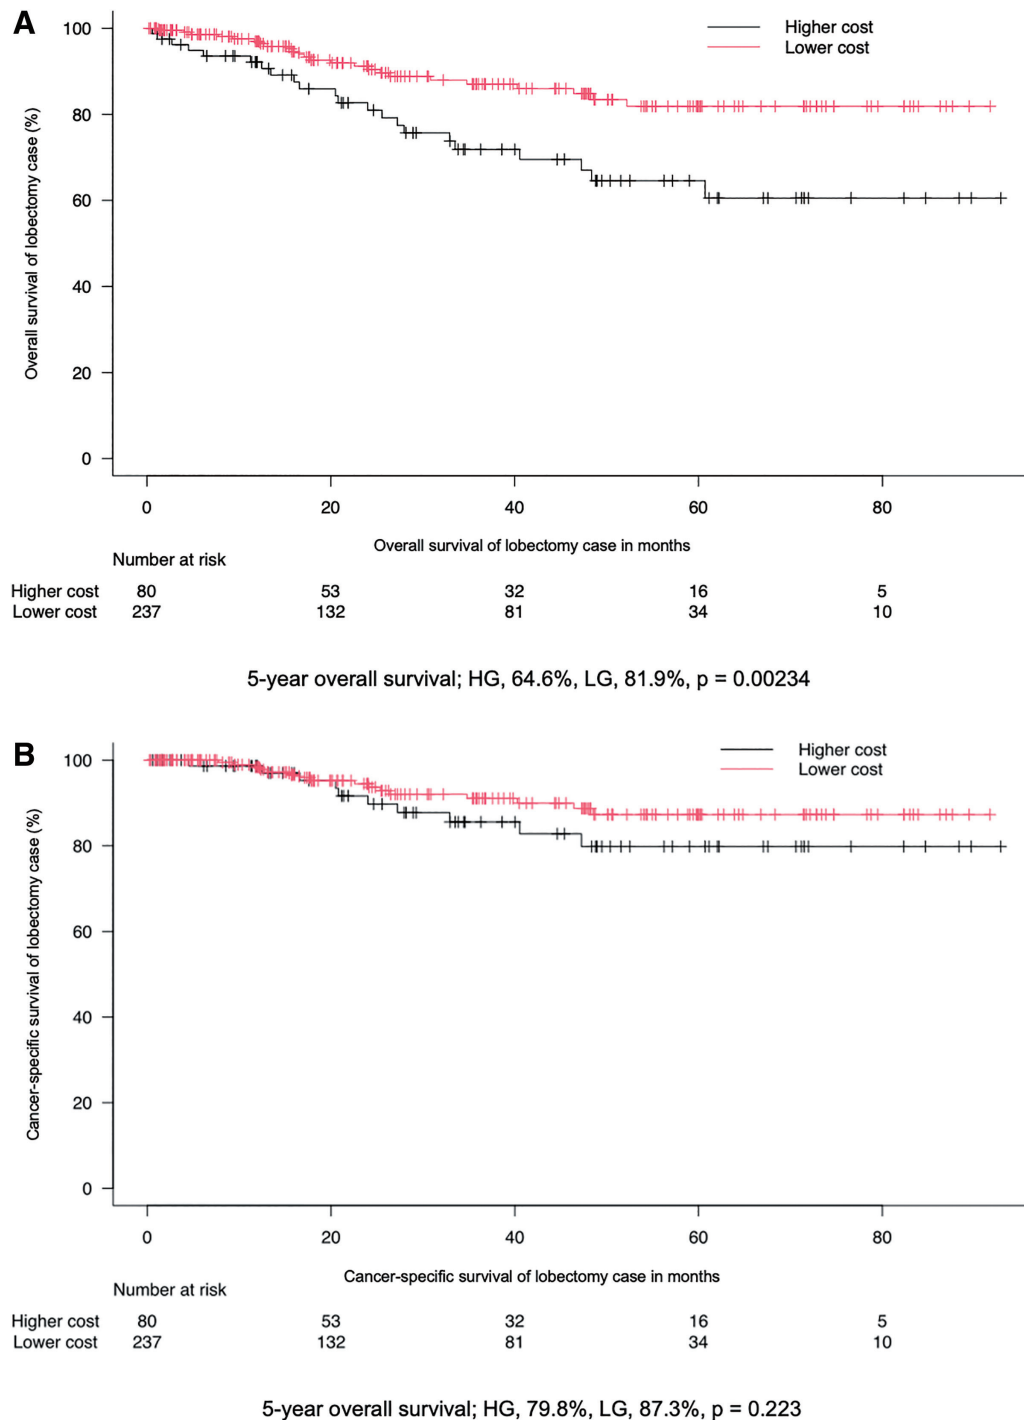 A
Higher cost
Lower cost
Overall survival of lobectomy case (%)
100
80
60
40
20
0
0 20 40 60 80
Overall survival of lobectomy case in months
Number at risk
Higher cost 80 53 32 16 5
Lower cost 237 132 81 34 10
5-year overall survival; HG, 64.6%, LG, 81.9%, p = 0.00234
B
Higher cost
Lower cost
Cancer-specific survival of lobectomy case (%)
100
80
60
40
20
0
0 20 40 60 80
Cancer-specific survival of lobectomy case in months
Number at risk
Higher cost 80 53 32 16 5
Lower cost 237 132 81 34 10
5-year overall survival; HG, 79.8%, LG, 87.3%, p = 0.223